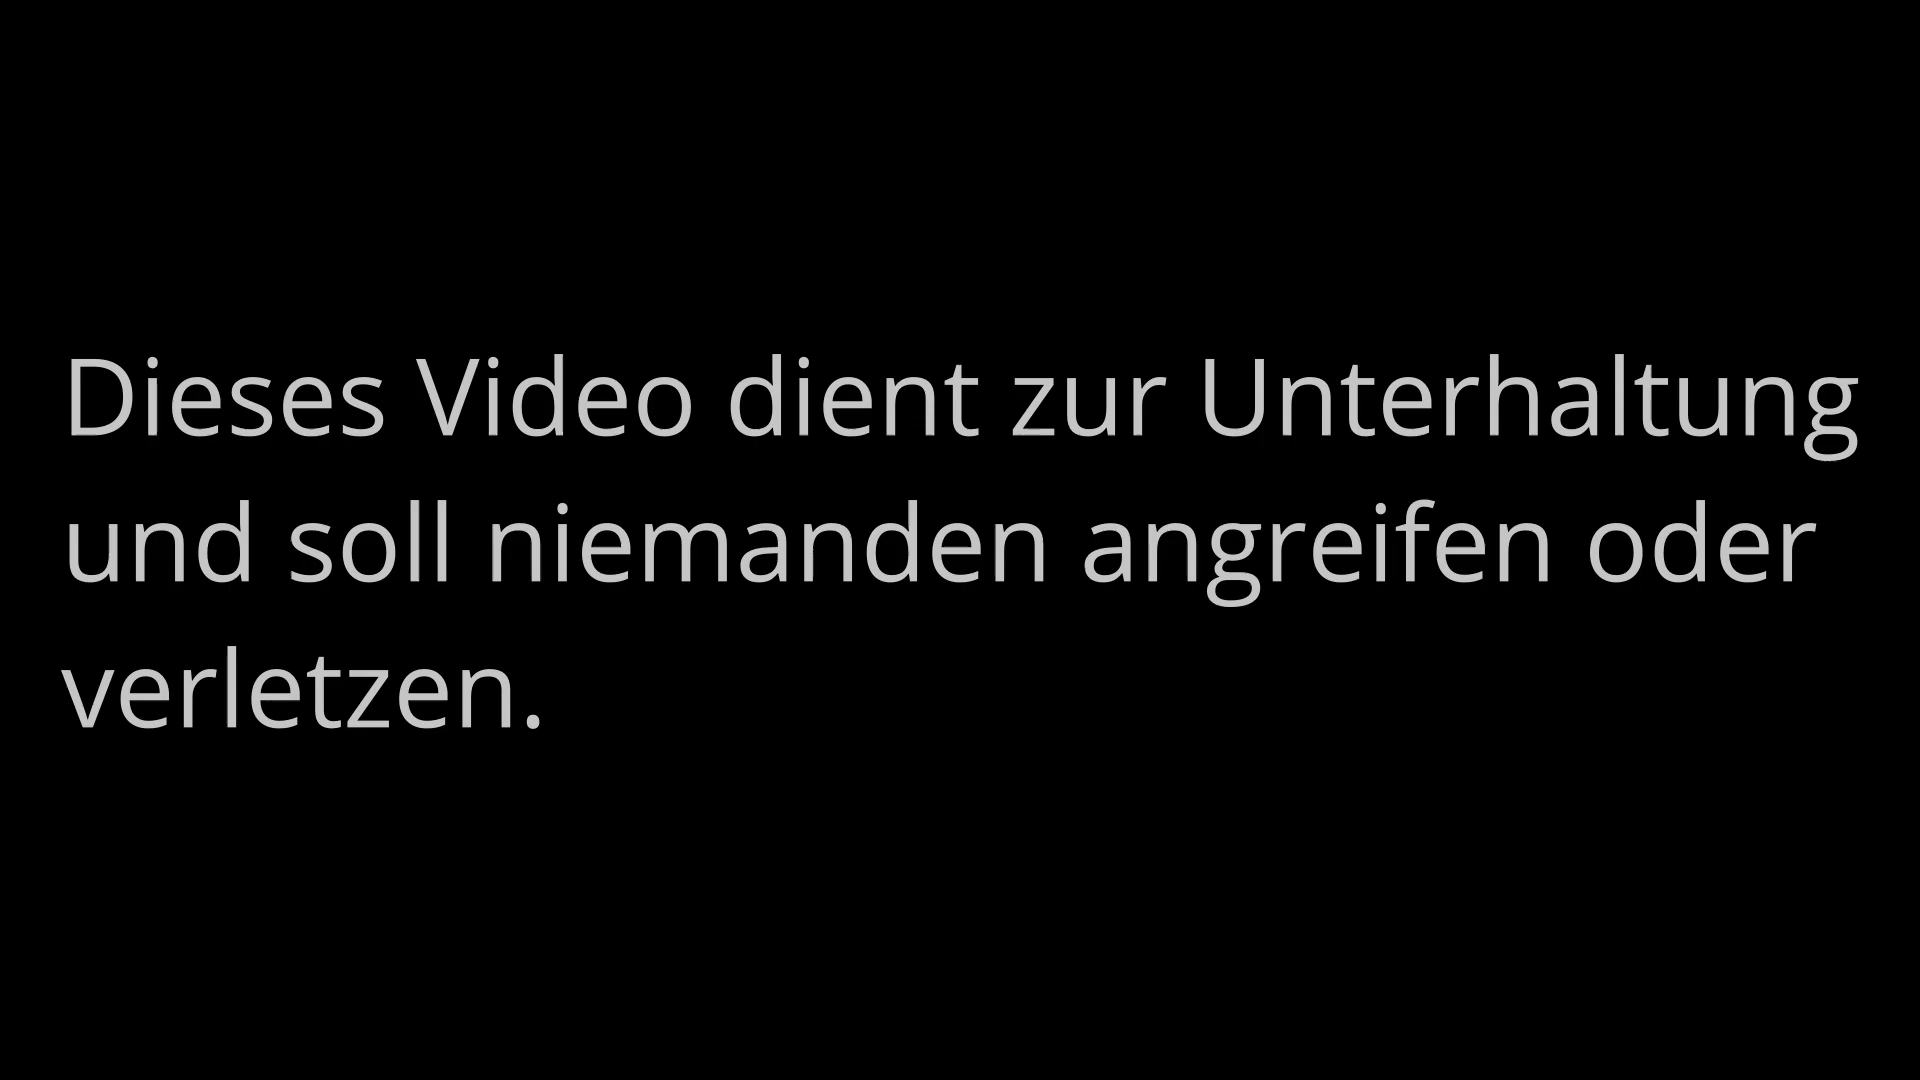 Dieses Video dient zur Unterhaltung
und soll niemanden angreifen oder
verletzen.